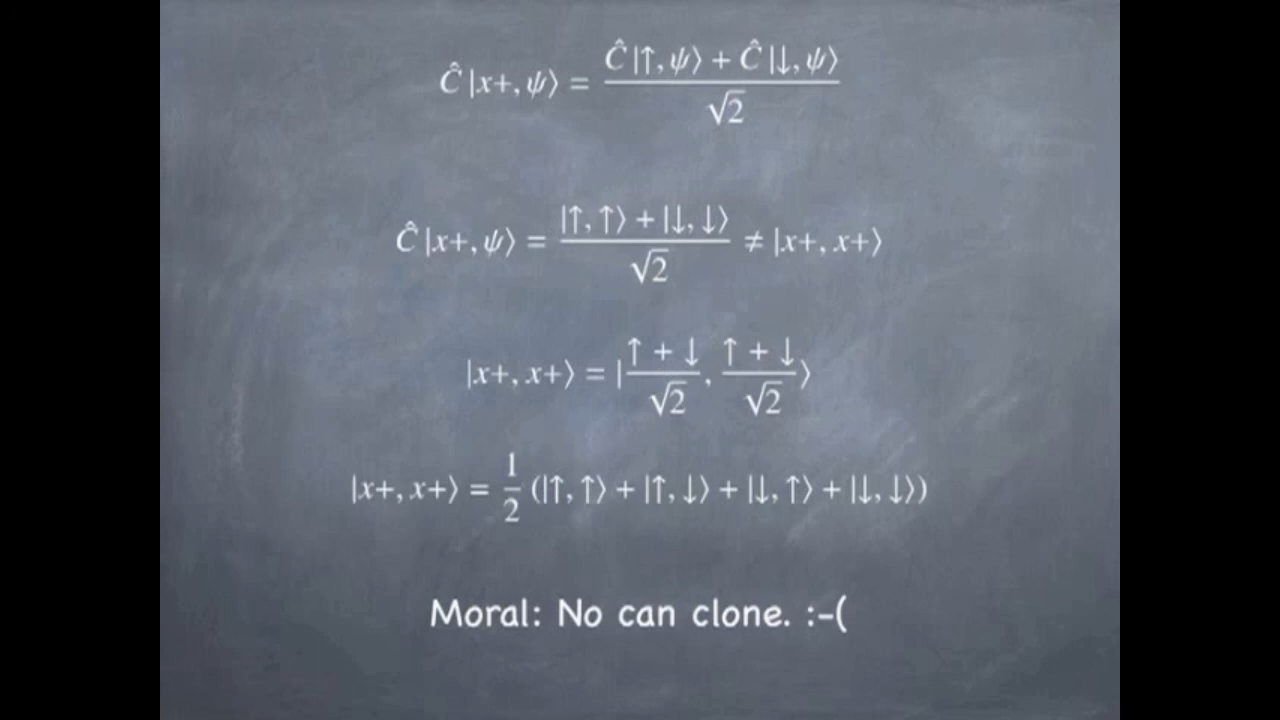 Ĉ |x+, ψ⟩ = (Ĉ |↑, ψ⟩ + Ĉ |↓, ψ⟩) / √2
Ĉ |x+, ψ⟩ = (|↑, ↑⟩ + |↓, ↓⟩) / √2 ≠ |x+, x+⟩
|x+, x+⟩ = |(↑ + ↓) / √2, (↑ + ↓) / √2⟩
|x+, x+⟩ = 1/2 (|↑, ↑⟩ + |↑, ↓⟩ + |↓, ↑⟩ + |↓, ↓⟩)
Moral: No can clone. :-(